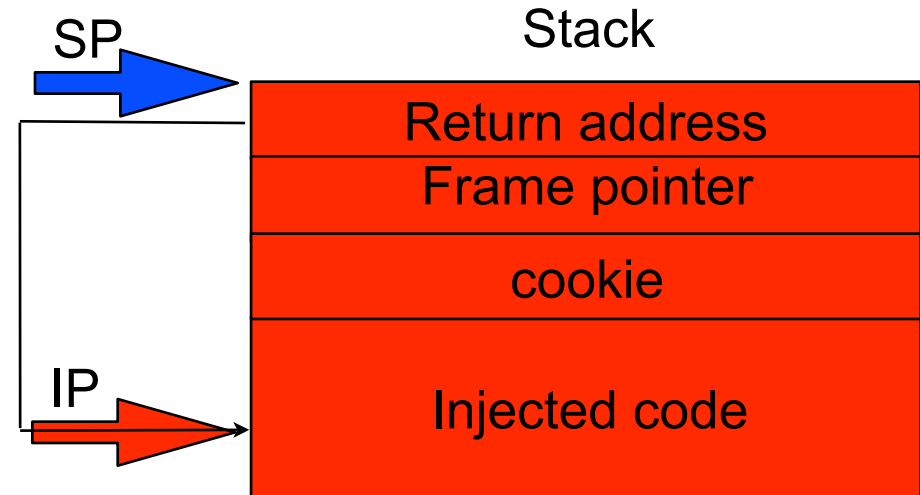 Stack
SP
Return address
Frame pointer
cookie
IP
Injected code